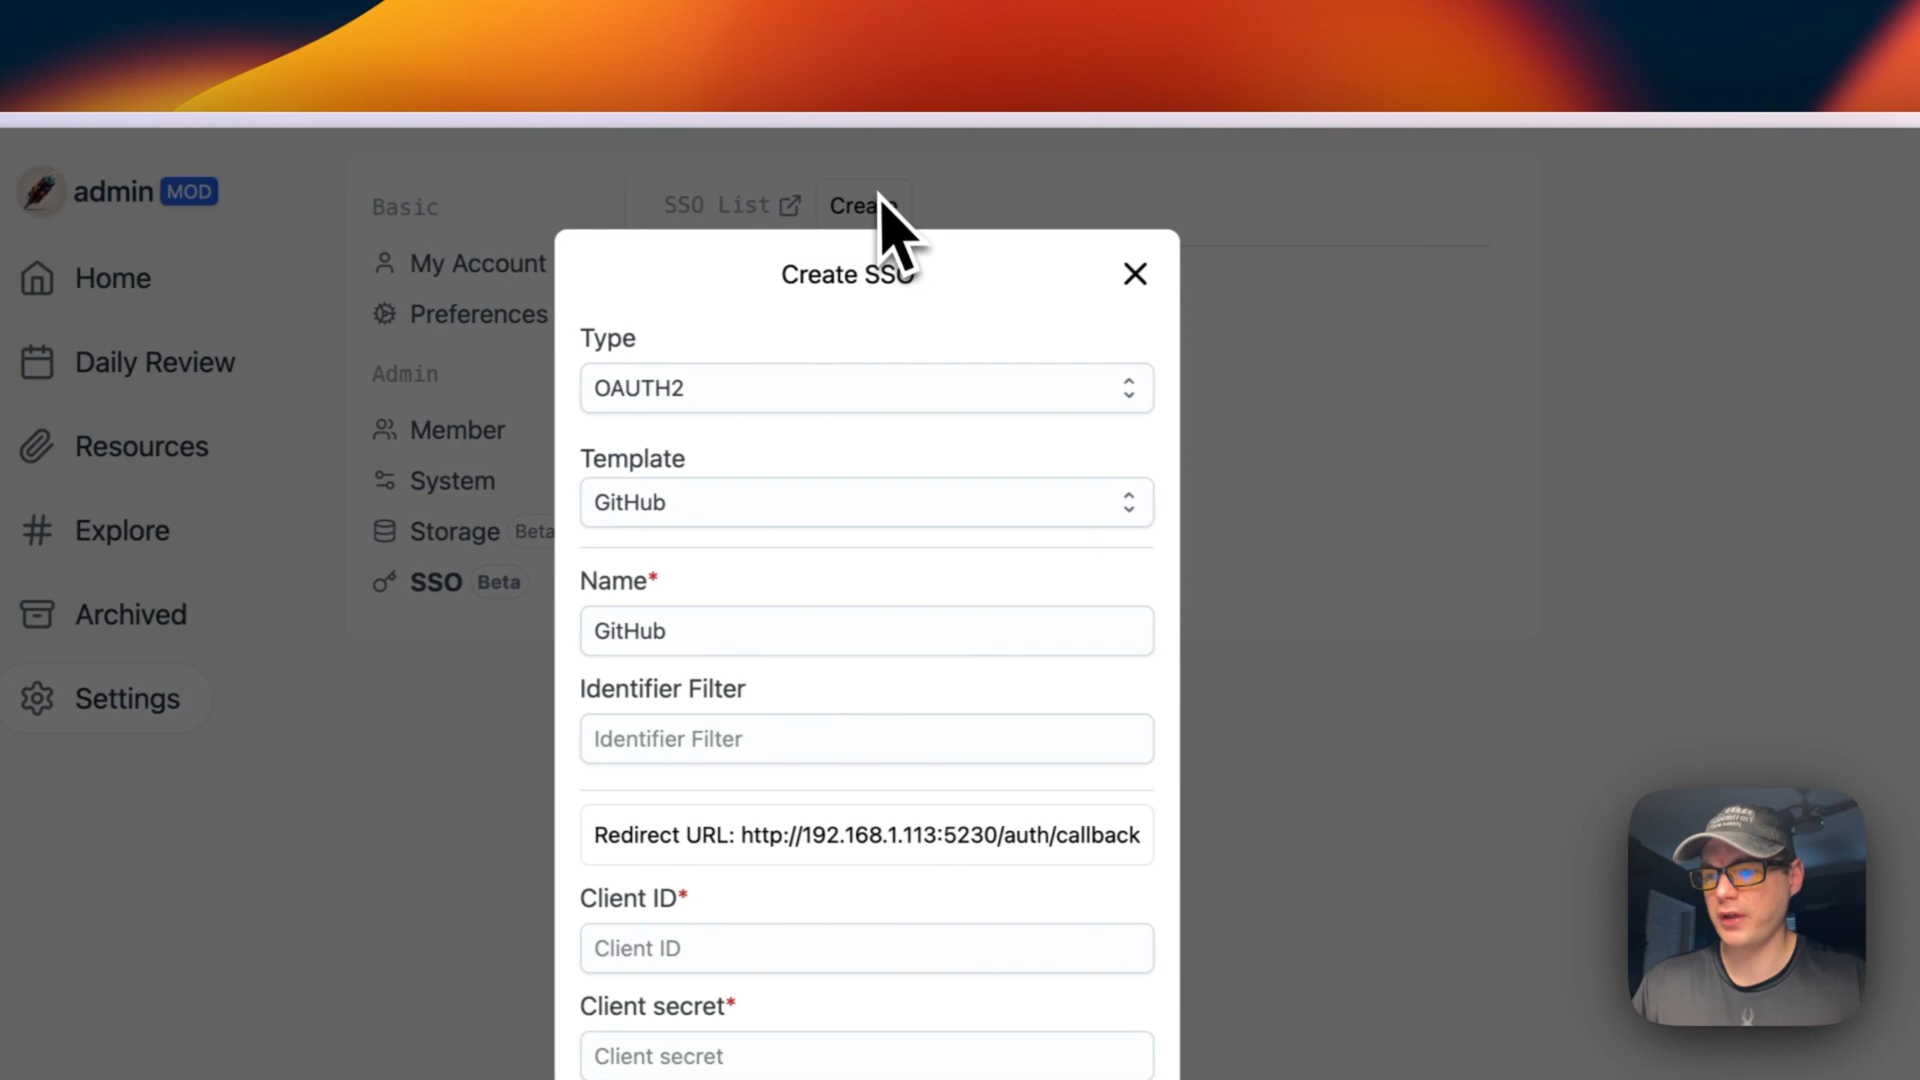 admin MOD
Home
Daily Review
Resources
Explore
Archived
Settings
Basic
My Account
Preferences
Admin
Member
System
Storage Beta
SSO Beta
SSO List
Create SSO
Type
OAUTH2
Template
GitHub
Name*
GitHub
Identifier Filter
Identifier Filter
Redirect URL: http://192.168.1.113:5230/auth/callback
Client ID*
Client ID
Client secret*
Client secret